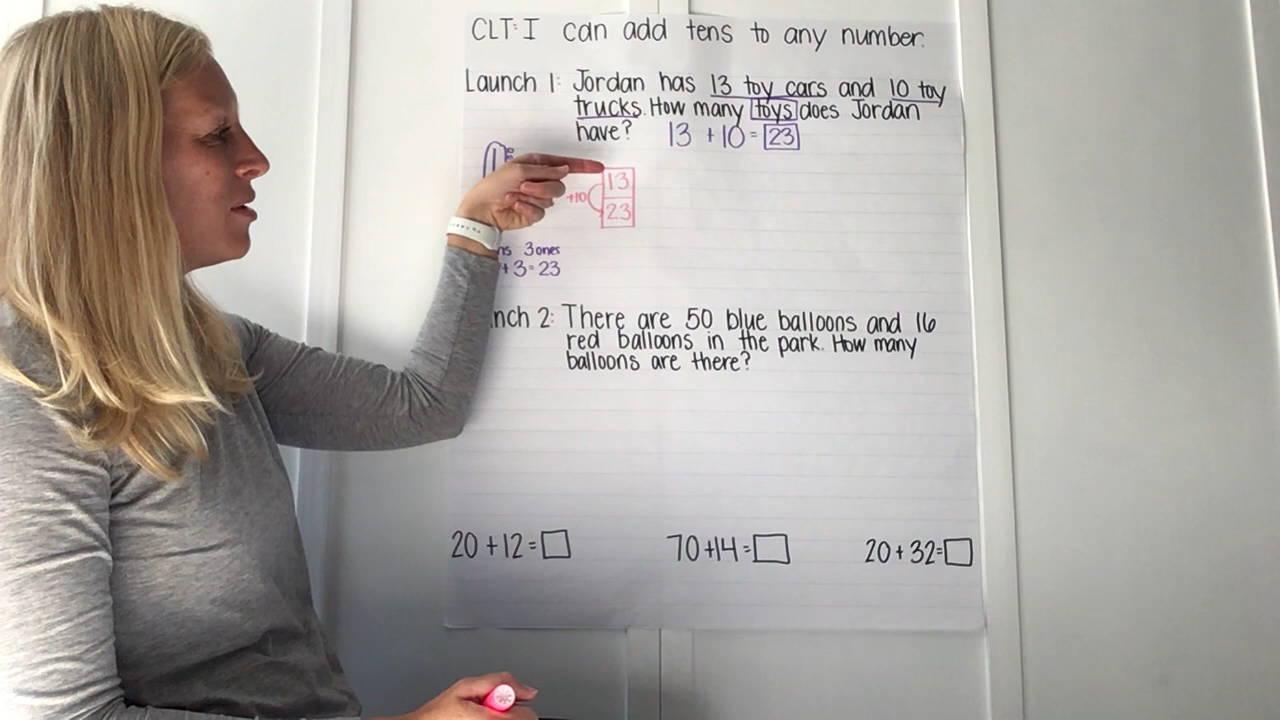 CLT: I can add tens to any number.
Launch 1: Jordan has 13 toy cars and 10 toy
trucks. How many toys does Jordan
have? 13 + 10 = 23
13
+10
23
3 ones
+ 3 = 23
2: There are 50 blue balloons and 16
red balloons in the park. How many
balloons are there?
20 + 12 = 70 + 14 = 20 + 32 =